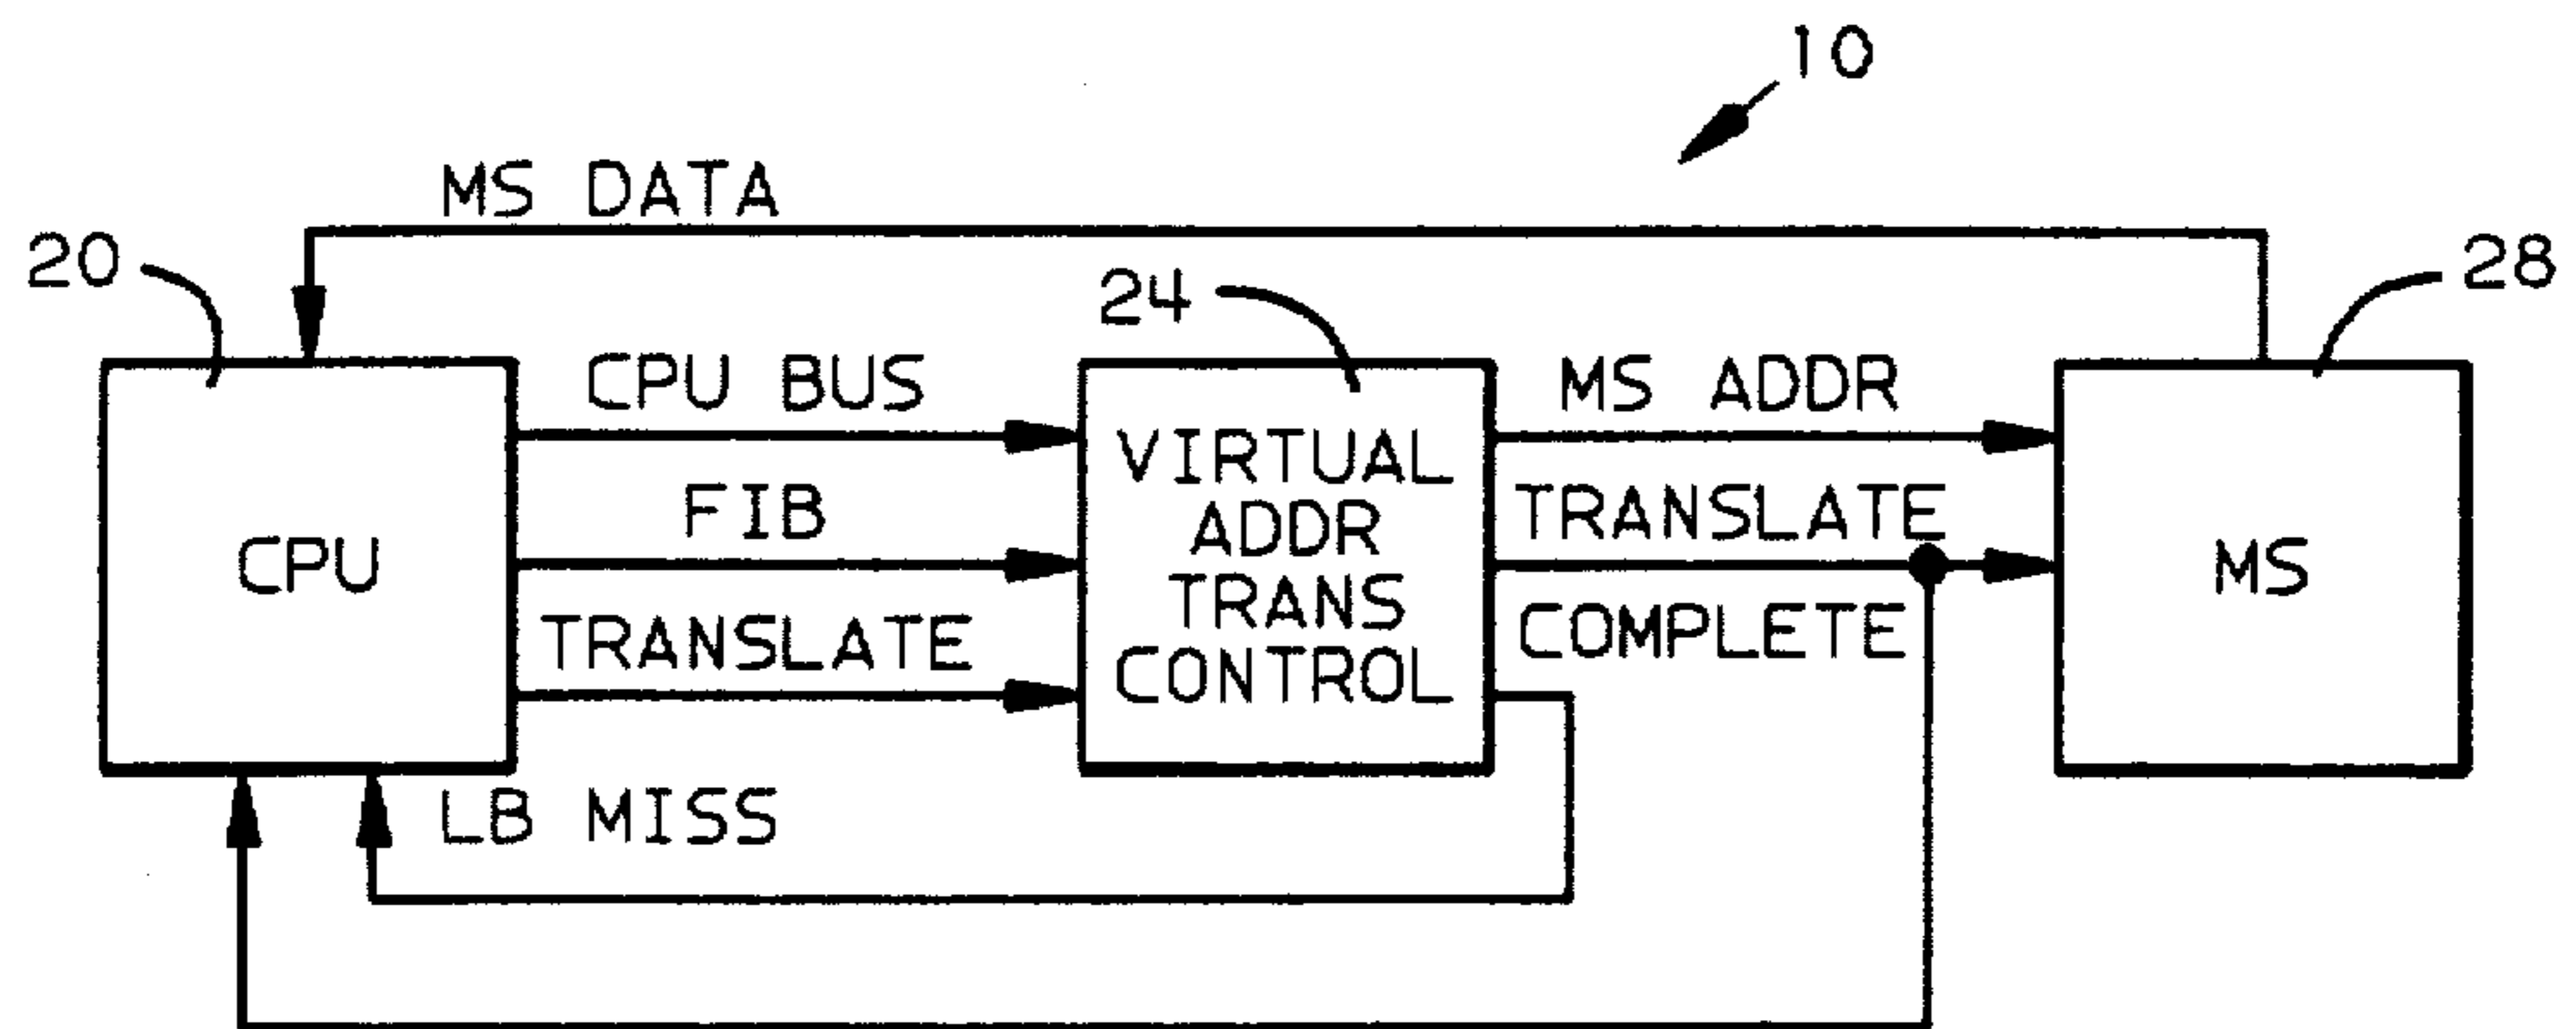 10
MS DATA
20
24
28
CPU BUS
MS ADDR
FIB
TRANSLATE
COMPLETE
TRANSLATE
CPU
VIRTUAL
ADDR
TRANS
CONTROL
MS
LB MISS